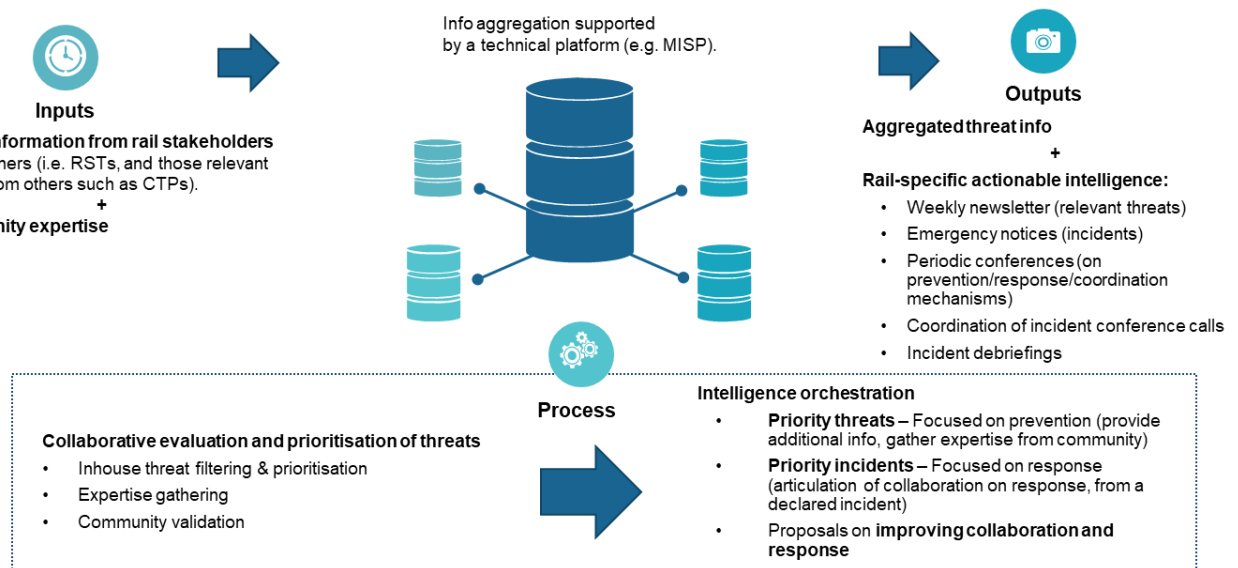 Inputs
nformation from rail stakeholders
ners (i.e. RSTs, and those relevant
om others such as CTPs).
+
nity expertise
Info aggregation supported
by a technical platform (e.g. MISP).
Outputs
Aggregated threat info
+
Rail-specific actionable intelligence:
• Weekly newsletter (relevant threats)
• Emergency notices (incidents)
• Periodic conferences (on
prevention/response/coordination
mechanisms)
• Coordination of incident conference calls
• Incident debriefings
Process
Collaborative evaluation and prioritisation of threats
• Inhouse threat filtering & prioritisation
• Expertise gathering
• Community validation
Intelligence orchestration
• Priority threats – Focused on prevention (provide
additional info, gather expertise from community)
• Priority incidents – Focused on response
(articulation of collaboration on response, from a
declared incident)
• Proposals on improving collaboration and
response